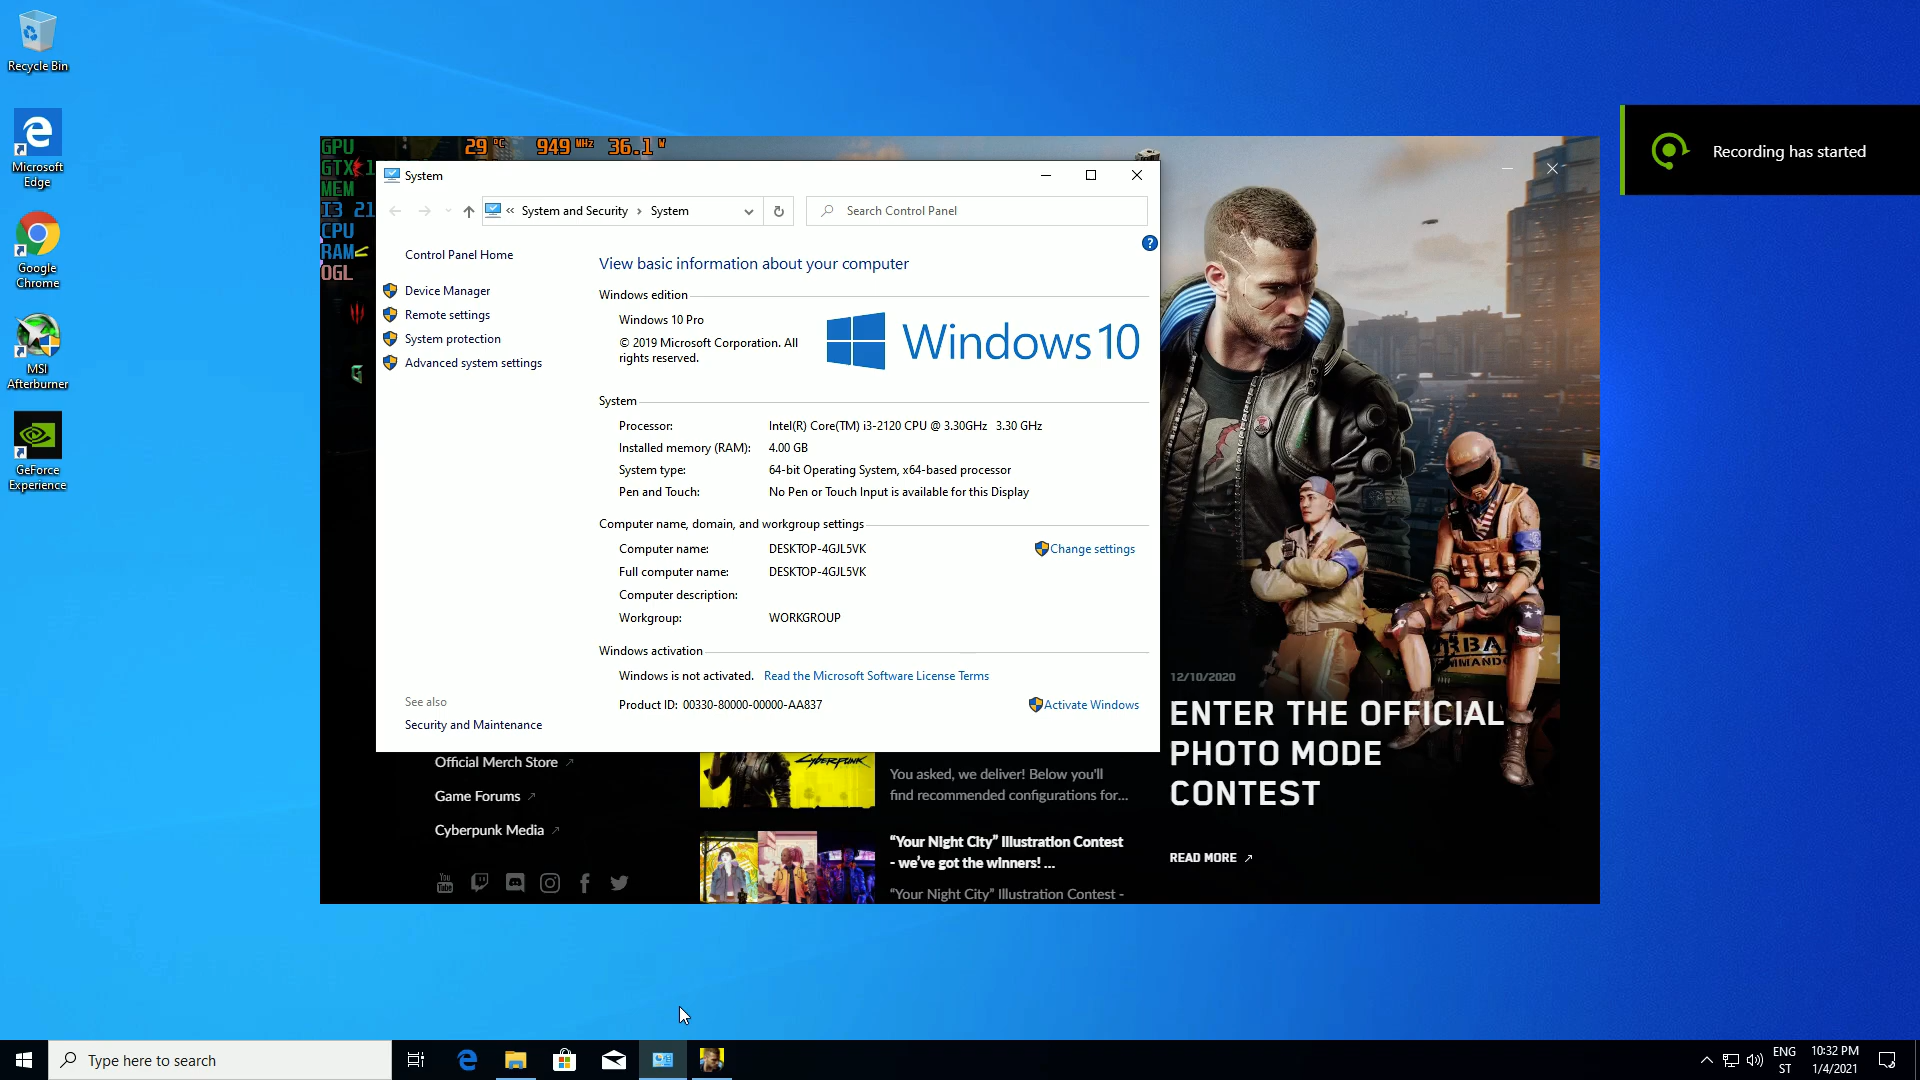 Recycle Bin
Microsoft
Edge
Google
Chrome
MSI
Afterburner
GeForce
Experience
GPU 29 °C 949 MHz 36.1 W
GTX 1
MEM
I3 21
CPU
RAM
OGL
System
« System and Security › System
Search Control Panel
?
Control Panel Home
Device Manager
Remote settings
System protection
Advanced system settings
See also
Security and Maintenance
View basic information about your computer
Windows edition
Windows 10 Pro
© 2019 Microsoft Corporation. All
rights reserved.
Windows 10
System
Processor: Intel(R) Core(TM) i3-2120 CPU @ 3.30GHz 3.30 GHz
Installed memory (RAM): 4.00 GB
System type: 64-bit Operating System, x64-based processor
Pen and Touch: No Pen or Touch Input is available for this Display
Computer name, domain, and workgroup settings
Computer name: DESKTOP-4GJL5VK
Change settings
Full computer name: DESKTOP-4GJL5VK
Computer description:
Workgroup: WORKGROUP
Windows activation
Windows is not activated. Read the Microsoft Software License Terms
Product ID: 00330-80000-00000-AA837
Activate Windows
Official Merch Store
Game Forums
Cyberpunk Media
You Tube
CYBERPUNK
You asked, we deliver! Below you'll
find recommended configurations for...
“Your Night City” Illustration Contest
- we’ve got the winners! ...
“Your Night City” Illustration Contest -
12/10/2020
ENTER THE OFFICIAL
PHOTO MODE
CONTEST
READ MORE
Recording has started
Type here to search
ENG
ST
10:32 PM
1/4/2021